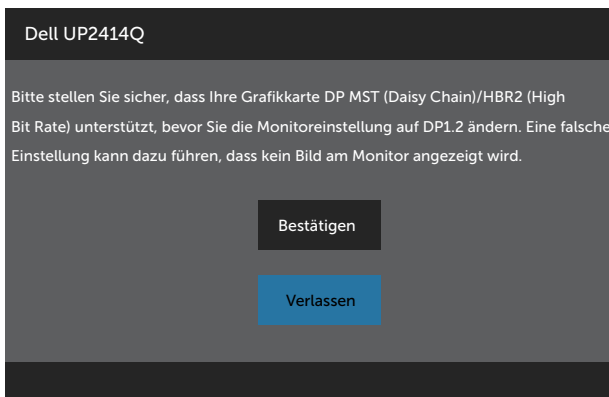 Dell UP2414Q
Bitte stellen Sie sicher, dass Ihre Grafikkarte DP MST (Daisy Chain)/HBR2 (High
Bit Rate) unterstützt, bevor Sie die Monitoreinstellung auf DP1.2 ändern. Eine falsche
Einstellung kann dazu führen, dass kein Bild am Monitor angezeigt wird.
Bestätigen
Verlassen